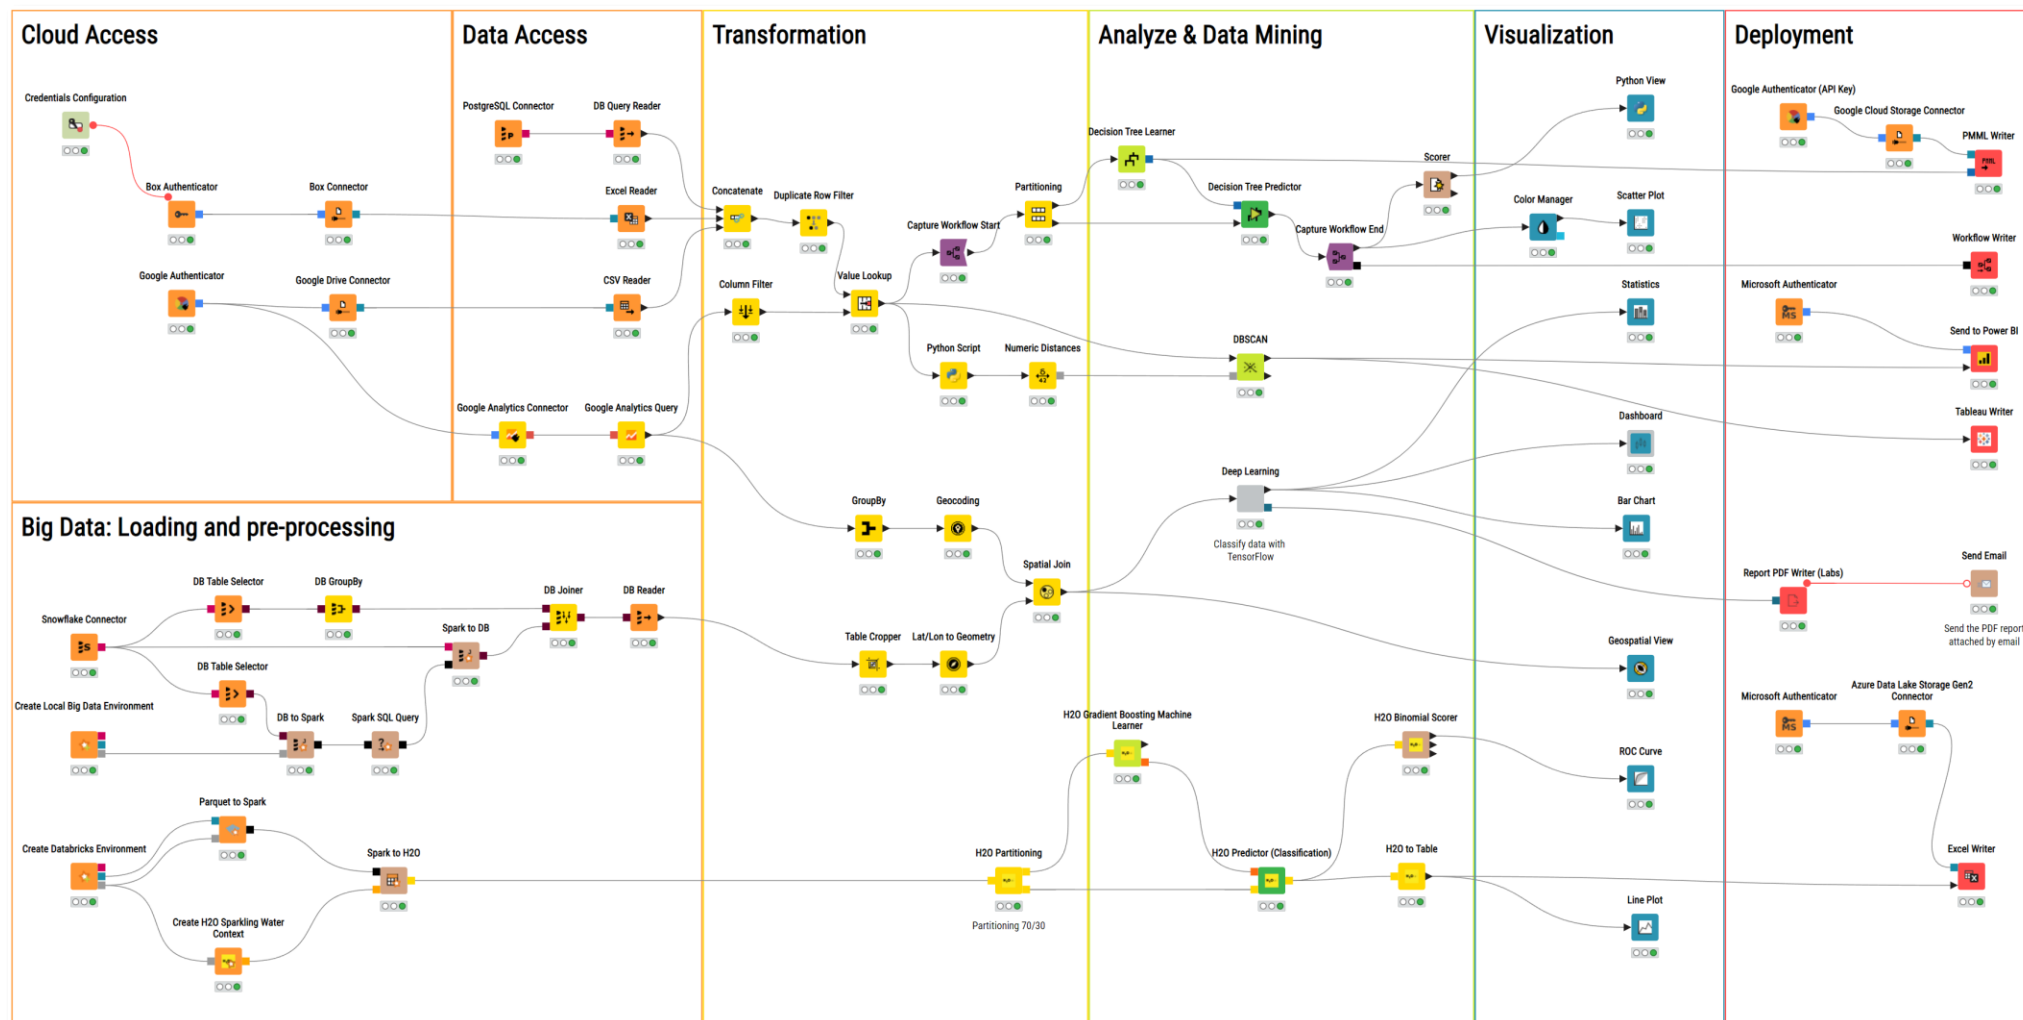 Cloud Access
Credentials Configuration
Box Authenticator
Box Connector
Google Authenticator
Google Drive Connector
Data Access
PostgreSQL Connector
DB Query Reader
Excel Reader
CSV Reader
Google Analytics Connector
Google Analytics Query
Big Data: Loading and pre-processing
DB Table Selector
DB GroupBy
DB Joiner
DB Reader
Snowflake Connector
Spark to DB
DB Table Selector
Create Local Big Data Environment
DB to Spark
Spark SQL Query
Parquet to Spark
Create Databricks Environment
Spark to H2O
Create H2O Sparkling Water
Context
Transformation
Concatenate
Duplicate Row Filter
Partitioning
Capture Workflow Start
Column Filter
Value Lookup
Python Script
Numeric Distances
GroupBy
Geocoding
Spatial Join
Table Cropper
Lat/Lon to Geometry
H2O Partitioning
Partitioning 70/30
Analyze & Data Mining
Decision Tree Learner
Scorer
Decision Tree Predictor
Capture Workflow End
DBSCAN
Deep Learning
Classify data with
TensorFlow
H2O Gradient Boosting Machine
Learner
H2O Binomial Scorer
H2O Predictor (Classification)
H2O to Table
Visualization
Python View
Color Manager
Scatter Plot
Statistics
Dashboard
Bar Chart
Geospatial View
ROC Curve
Line Plot
Deployment
Google Authenticator (API Key)
Google Cloud Storage Connector
PMML Writer
Workflow Writer
Microsoft Authenticator
MS
Send to Power BI
Tableau Writer
Send Email
Report PDF Writer (Labs)
Send the PDF report
attached by email
Azure Data Lake Storage Gen2
Connector
Microsoft Authenticator
MS
Excel Writer